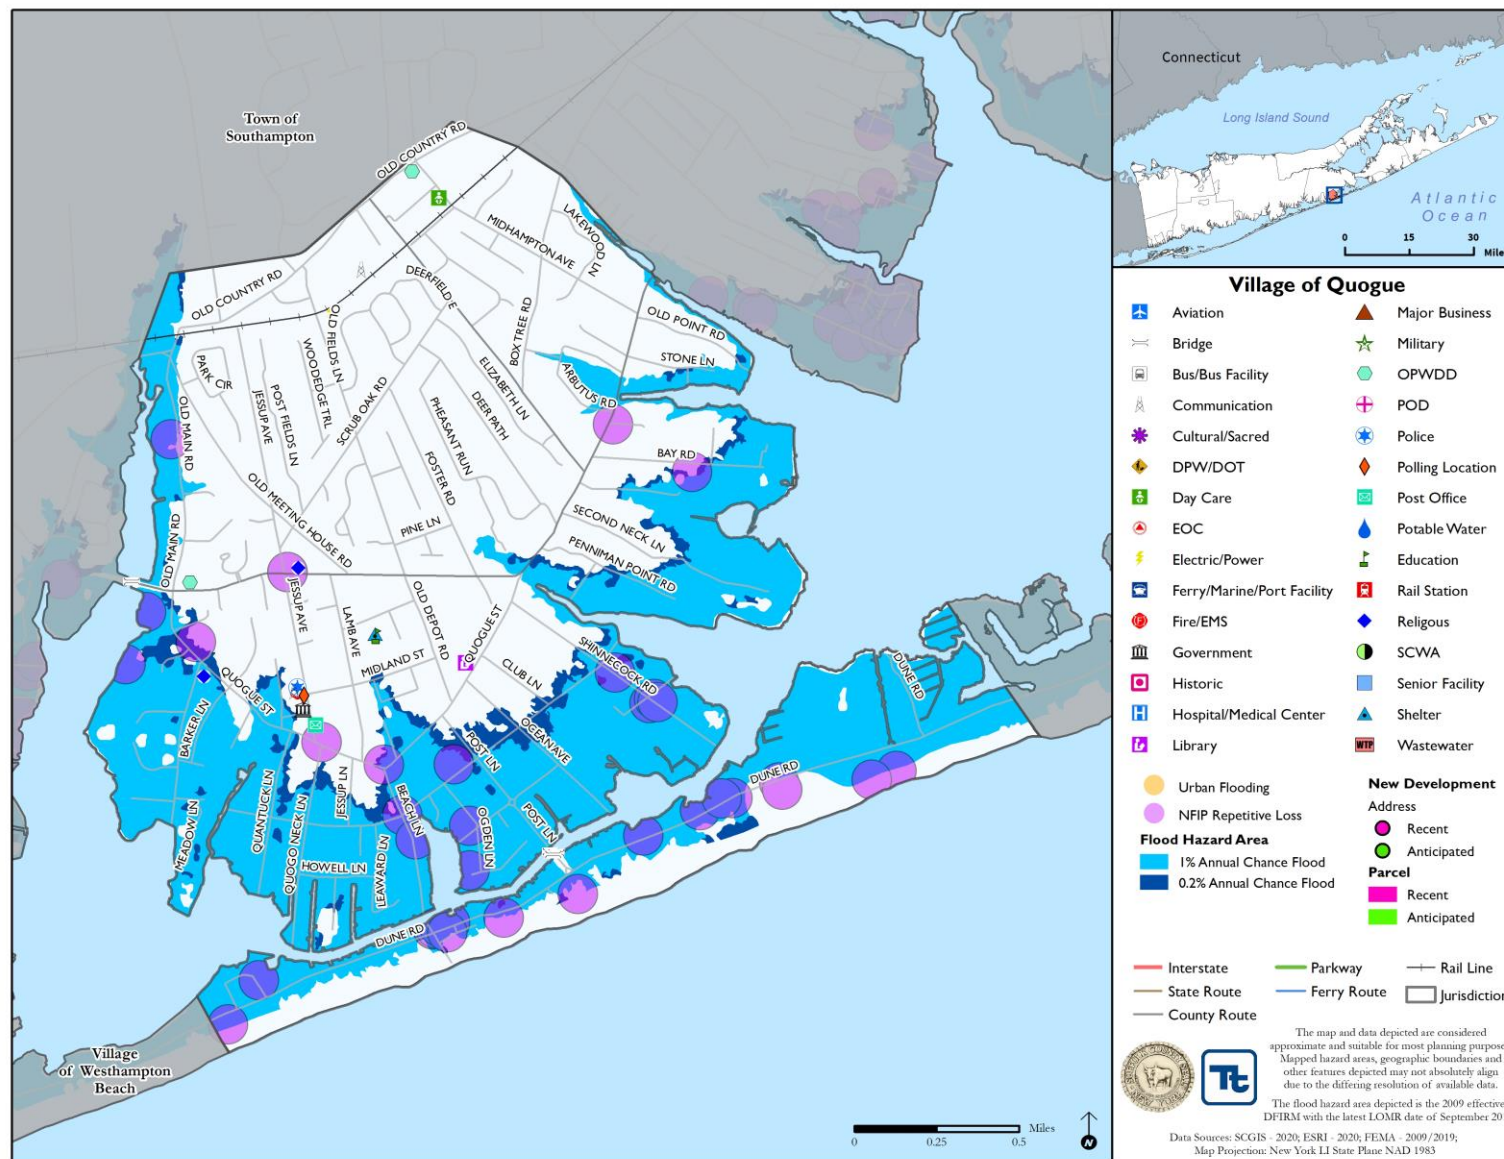 Town of
Southampton
OLD COUNTRY RD
MIDHAMPTON AVE
LAKEWOOD LN
OLD COUNTRY RD
DEERFIELD E
OLD FIELDS LN
BOX TREE RD
OLD POINT RD
STONE LN
PARK CIR
WOODEDGE TRL
JESSUP AVE
POST FIELDS LN
SCRUB OAK RD
ELIZABETH LN
ARBUTUS RD
OLD MAIN RD
PHEASANT RUN
DEER PATH
BAY RD
FOSTER RD
OLD MEETING HOUSE RD
PINE LN
SECOND NECK LN
PENNIMAN POINT RD
OLD MAIN RD
JESSUP AVE
LAMB AVE
OLD DEPOT RD
QUOGUE ST
MIDLAND ST
CLUB LN
SHINNECOCK RD
DUNE RD
QUOGUE ST
BARKER LN
OCEAN AVE
POST LN
DUNE RD
MEADOW LN
QUANTUCK LN
QUOGO NECK LN
JESSUP LN
BEACH LN
OGDEN LN
POST LN
HOWELL LN
LEAWARD LN
DUNE RD
Village
of Westhampton
Beach
Miles
0 0.25 0.5
N
Connecticut
Long Island Sound
Atlantic
Ocean
0 15 30
Mile
Village of Quogue
Aviation
Bridge
Bus/Bus Facility
Communication
Cultural/Sacred
DPW/DOT
Day Care
EOC
Electric/Power
Ferry/Marine/Port Facility
Fire/EMS
Government
Historic
Hospital/Medical Center
Library
Major Business
Military
OPWDD
POD
Police
Polling Location
Post Office
Potable Water
Education
Rail Station
Religous
SCWA
Senior Facility
Shelter
WTP Wastewater
Urban Flooding
NFIP Repetitive Loss
Flood Hazard Area
1% Annual Chance Flood
0.2% Annual Chance Flood
New Development
Address
Recent
Anticipated
Parcel
Recent
Anticipated
Interstate
State Route
County Route
Parkway
Ferry Route
Rail Line
Jurisdiction
Tt
The map and data depicted are considered
approximate and suitable for most planning purpose
Mapped hazard areas, geographic boundaries and
other features depicted may not absolutely align
due to the differing resolution of available data.
The flood hazard area depicted is the 2009 effective
DFIRM with the latest LOMR date of September 20
Data Sources: SCGIS - 2020; ESRI - 2020; FEMA - 2009/2019;
Map Projection: New York LI State Plane NAD 1983